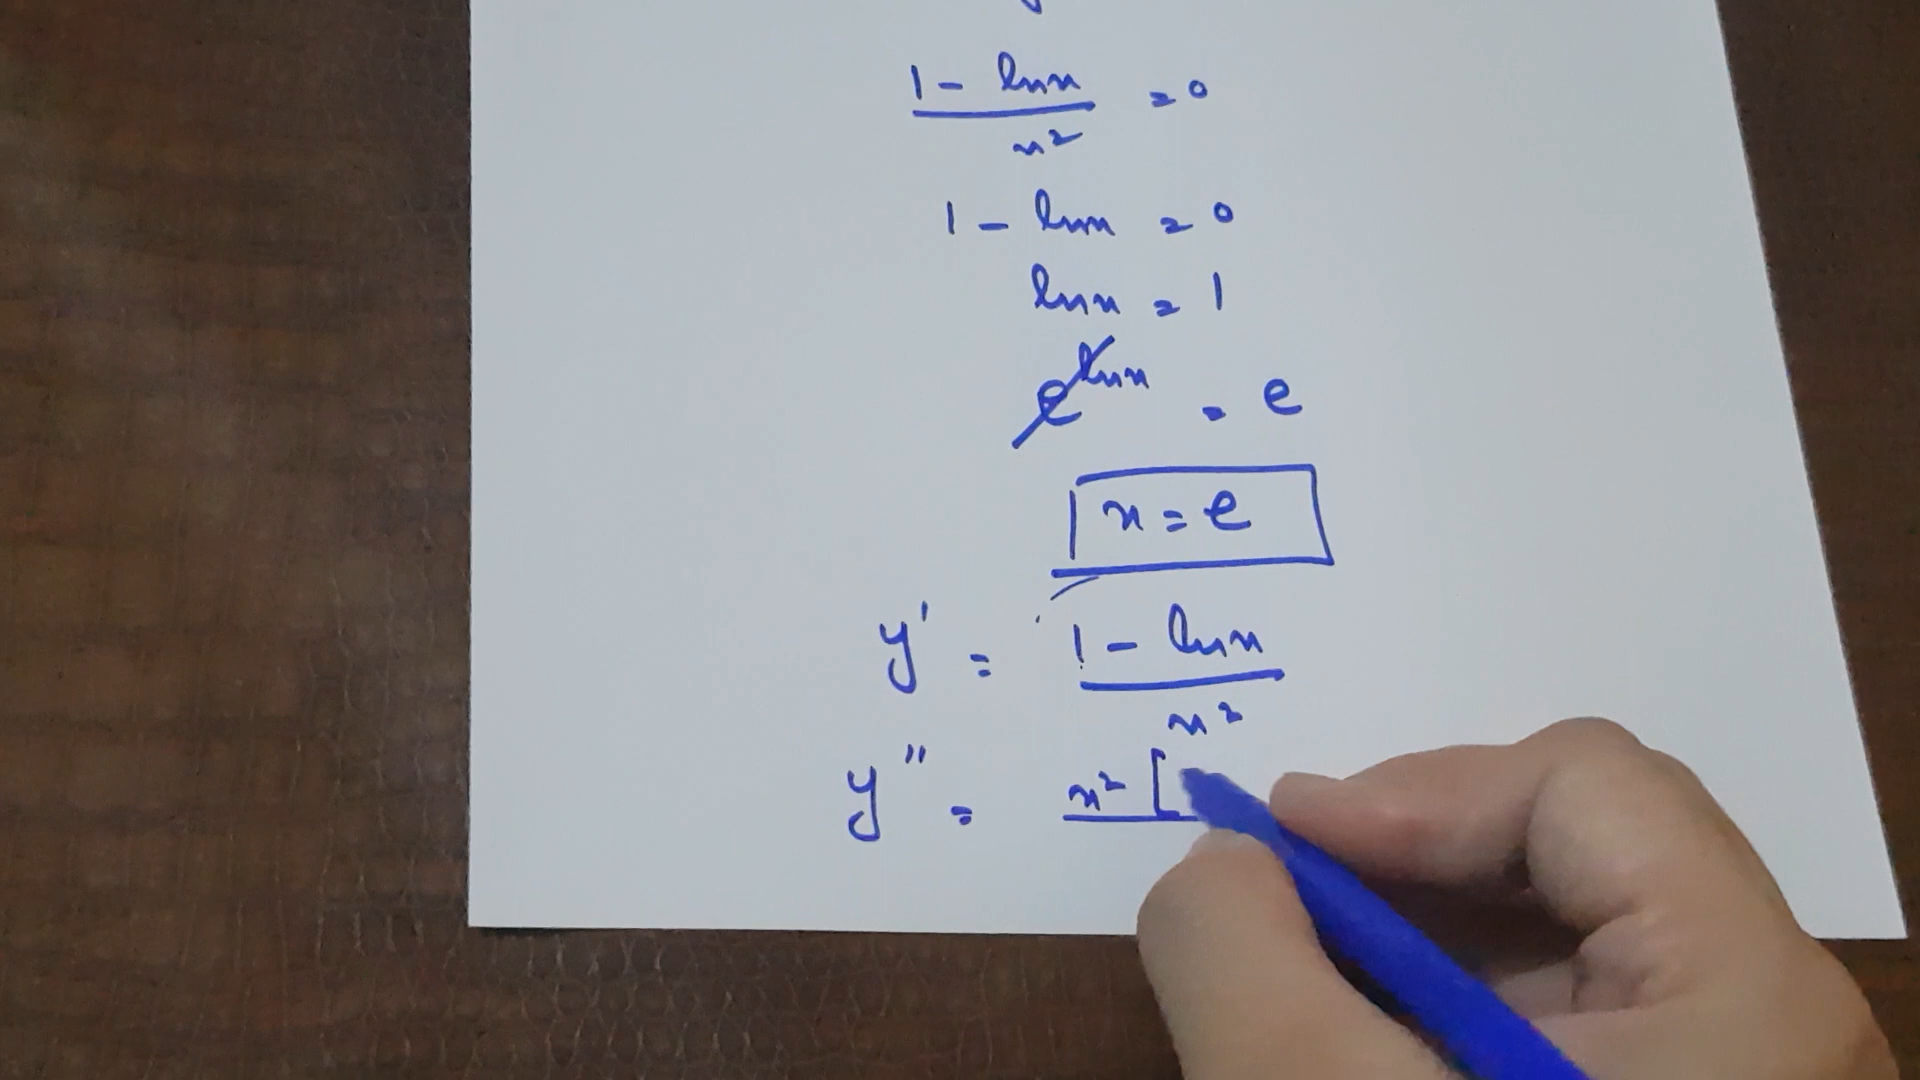 1 - lnx / x² = 0
1 - lnx = 0
lnx = 1
e^lnx = e
x = e
y' = 1 - lnx / x²
y'' = x² [